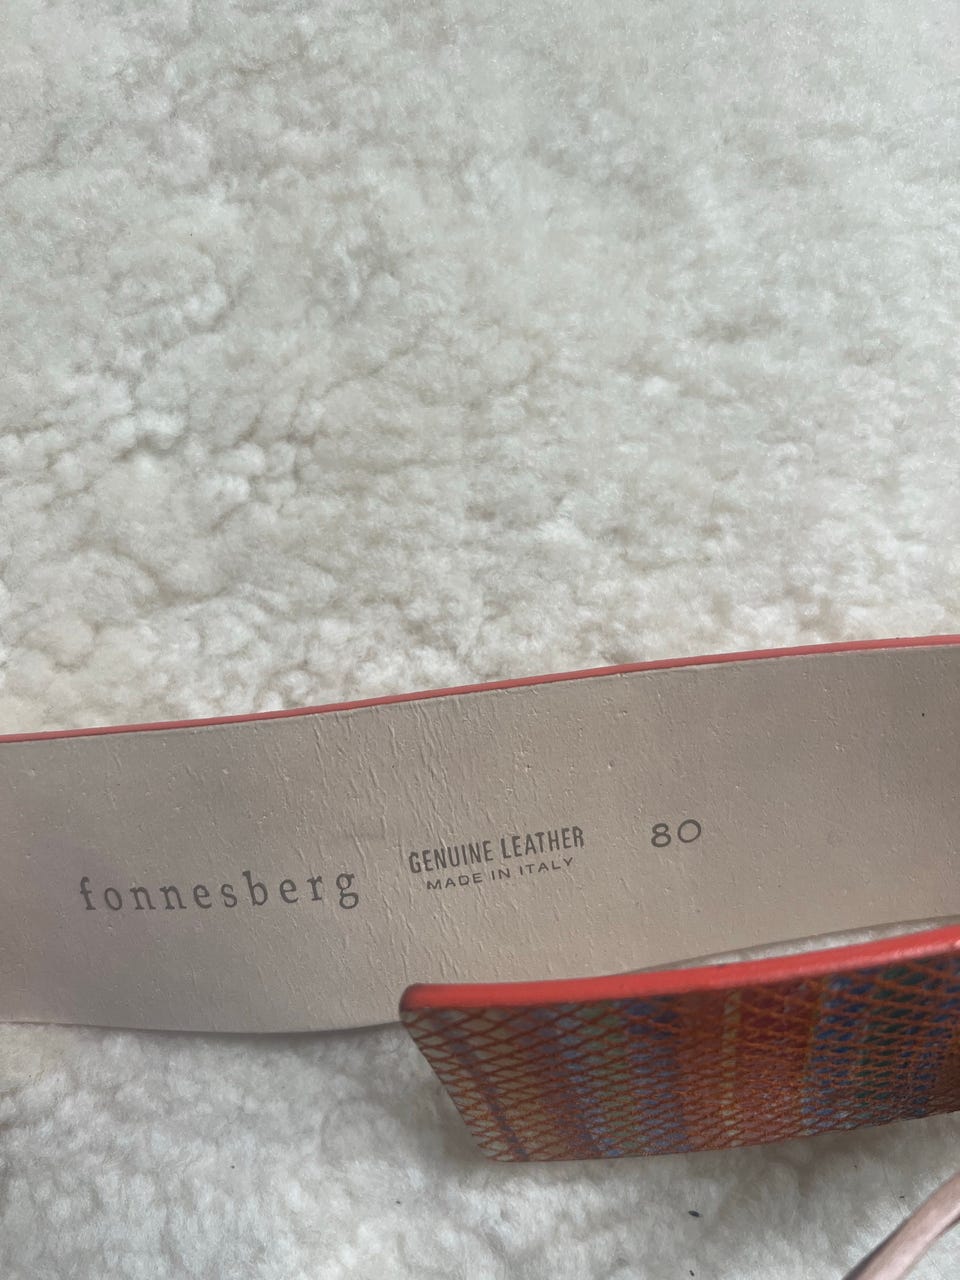 fonnesberg
GENUINE LEATHER
MADE IN ITALY
80